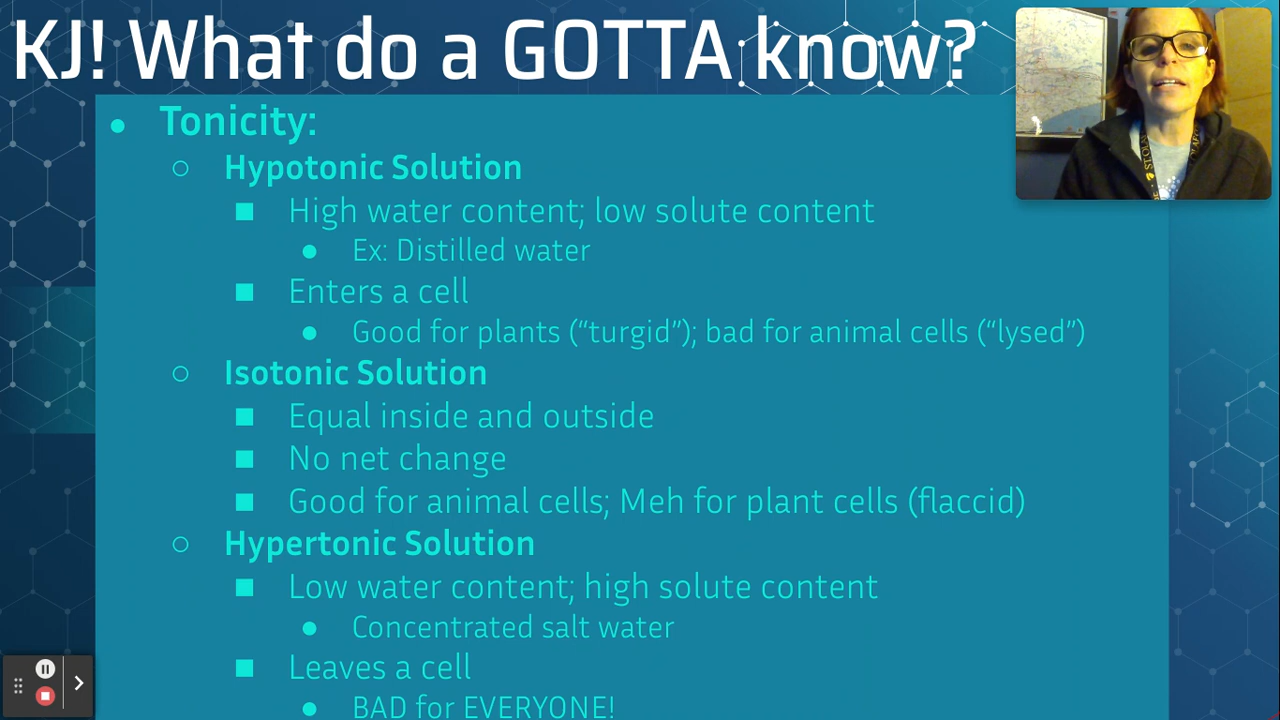 KJ! What do a GOTTA know?
Tonicity:
Hypotonic Solution
High water content; low solute content
Ex: Distilled water
Enters a cell
Good for plants (“turgid”); bad for animal cells (“lysed”)
Isotonic Solution
Equal inside and outside
No net change
Good for animal cells; Meh for plant cells (flaccid)
Hypertonic Solution
Low water content; high solute content
Concentrated salt water
Leaves a cell
BAD for EVERYONE!